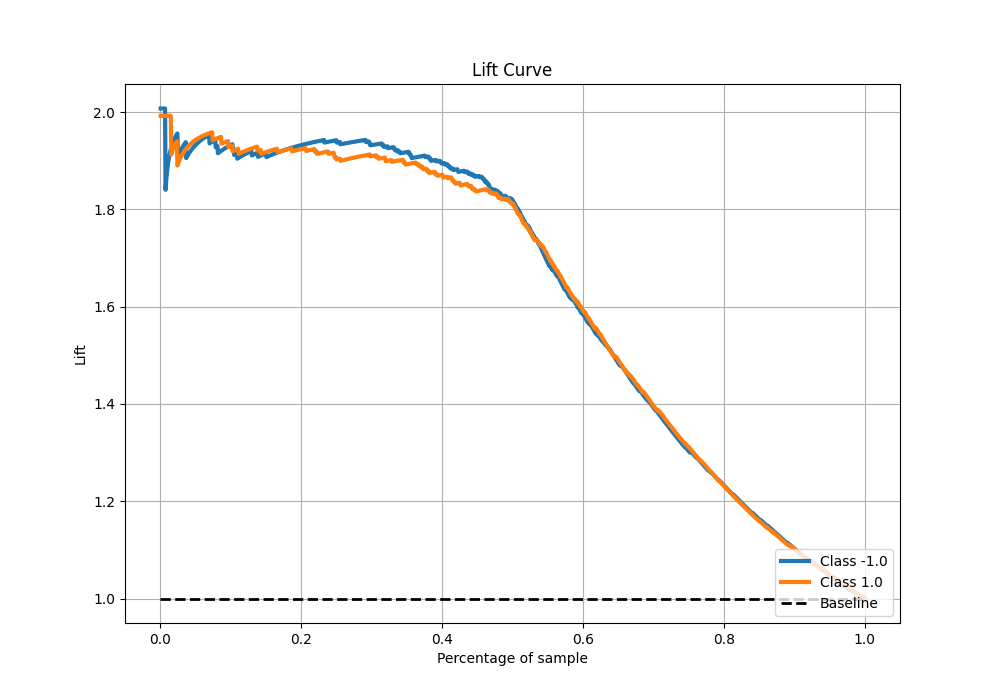 Lift Curve
2.0
1.8
1.6
1.4
1.2
1.0
Lift
0.0 0.2 0.4 0.6 0.8 1.0
Percentage of sample
Class -1.0
Class 1.0
Baseline